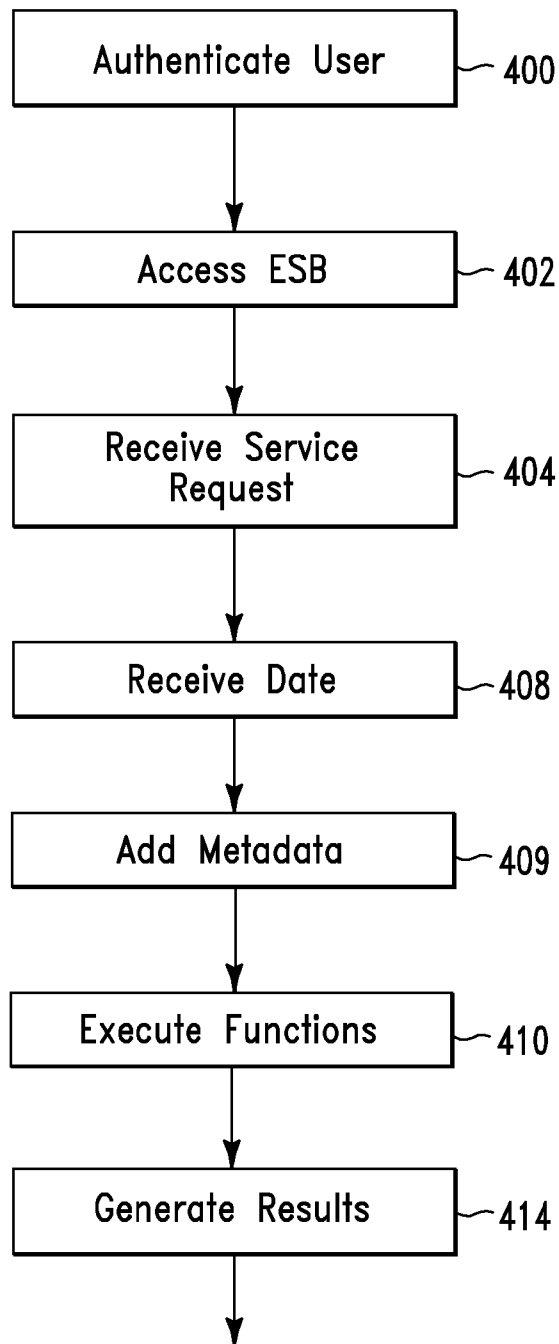 Authenticate User
400
Access ESB
402
Receive Service
Request
404
Receive Date
408
Add Metadata
409
Execute Functions
410
Generate Results
414